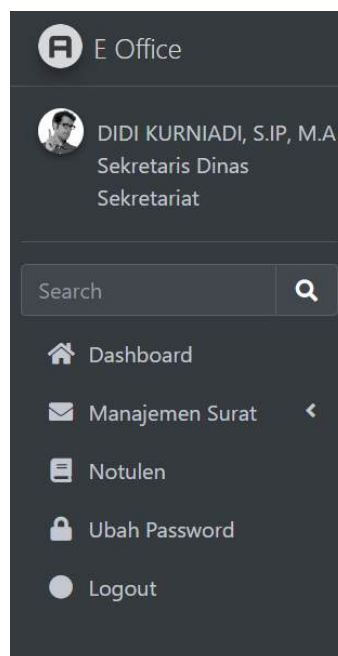 E Office
DIDI KURNIADI, S.IP, M.A
Sekretaris Dinas
Sekretariat
Search
Dashboard
Manajemen Surat
Notulen
Ubah Password
Logout